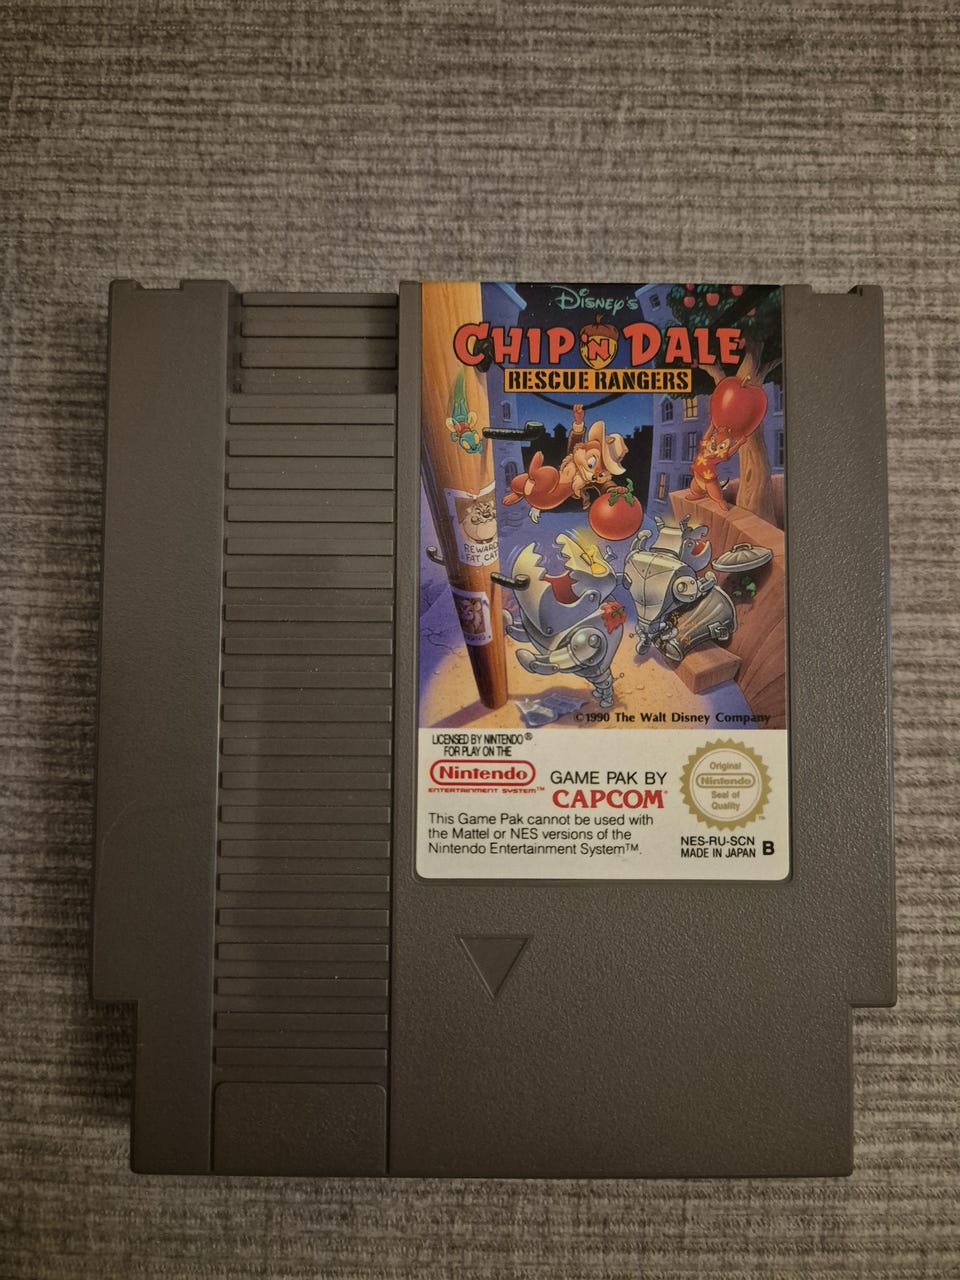 Disney's
CHIP 'N DALE
RESCUE RANGERS
REWARD
FAT CAT
©1990 The Walt Disney Company
LICENSED BY NINTENDO®
FOR PLAY ON THE
Nintendo
ENTERTAINMENT SYSTEM™
GAME PAK BY
CAPCOM®
This Game Pak cannot be used with
the Mattel or NES versions of the
Nintendo Entertainment System™.
Original
Nintendo
Seal of
Quality
™
NES-RU-SCN
MADE IN JAPAN B